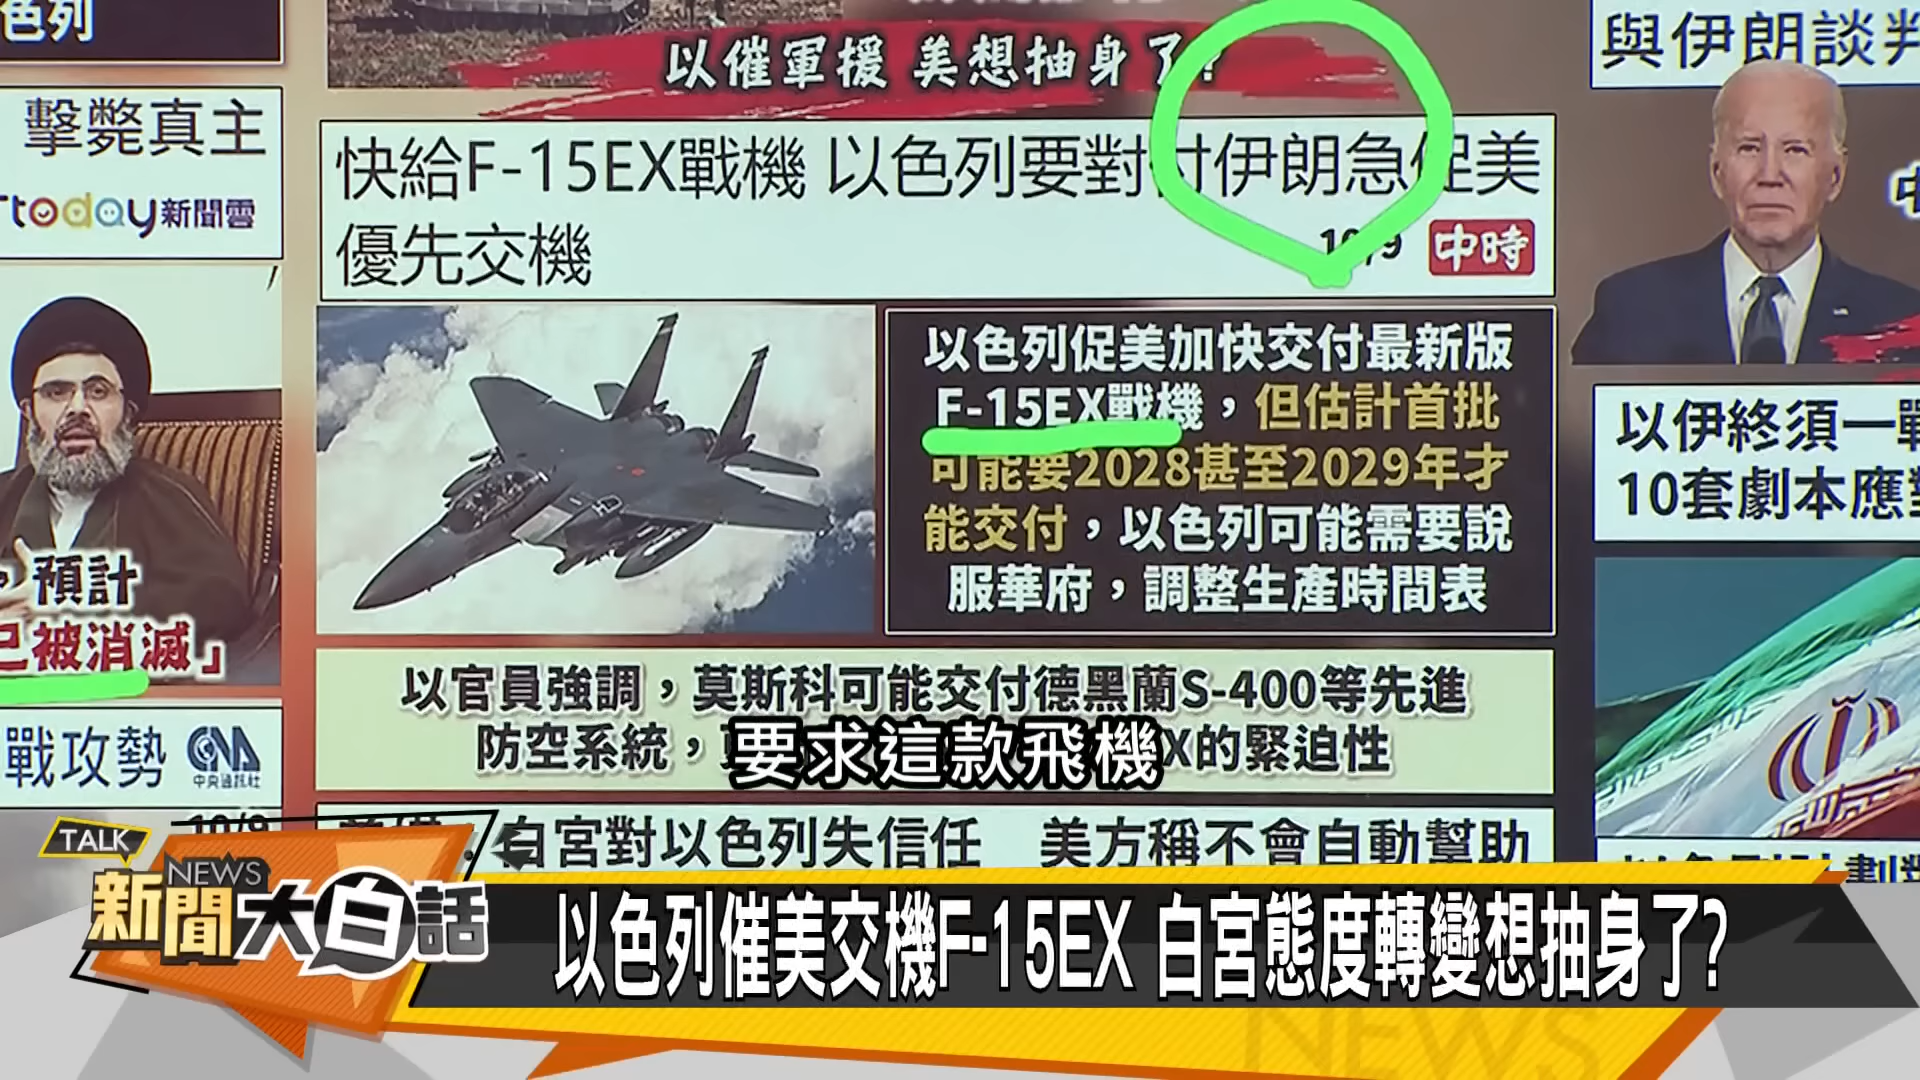 色列
以催軍援 美想抽身了?
與伊朗談判
擊斃真主
today新聞雲
快給F-15EX戰機 以色列要對付伊朗急促美
優先交機
10/9 中時
以色列促美加快交付最新版
F-15EX戰機，但估計首批
可能要2028甚至2029年才
能交付，以色列可能需要說
服華府，調整生產時間表
以伊終須一戰
10套劇本應對
，預計
已被消滅」
以官員強調，莫斯科可能交付德黑蘭S-400等先進
防空系統，
X的緊迫性
要求這款飛機
戰攻勢
CNA
中央通訊社
10/9
白宮對以色列失信任 美方稱不會自動幫助
TALK
NEWS
新聞大白話
以色列催美交機F-15EX 白宮態度轉變想抽身了?
NEWS